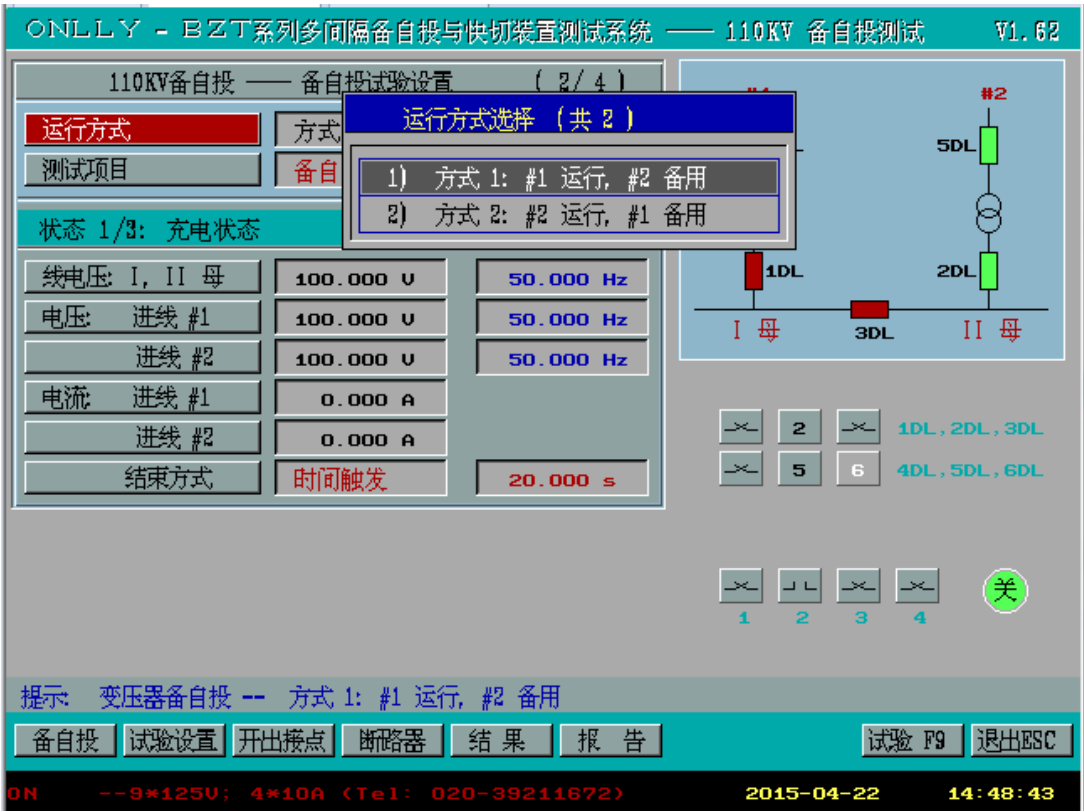 ONLLY - BZT系列多间隔备自投与快切装置测试系统 —— 110KV 备自投测试 V1.62
110KV备自投 —— 备自投试验设置 ( 2/ 4 )
运行方式 方式
测试项目 备自
运行方式选择 (共 2 )
1) 方式 1: #1 运行, #2 备用
2) 方式 2: #2 运行, #1 备用
状态 1/3: 充电状态
线电压: I, II 母 100.000 V 50.000 Hz
电压: 进线 #1 100.000 V 50.000 Hz
进线 #2 100.000 V 50.000 Hz
电流: 进线 #1 0.000 A
进线 #2 0.000 A
结束方式 时间触发 20.000 s
#2
5DL
1DL 2DL
I 母 3DL II 母
2 1DL,2DL,3DL
5 6 4DL,5DL,6DL
关
1 2 3 4
提示: 变压器备自投 -- 方式 1: #1 运行, #2 备用
备自投 试验设置 开出接点 断路器 结 果 报 告 试验 F9 退出ESC
ON --9*125V; 4*10A (Tel: 020-39211672) 2015-04-22 14:48:43